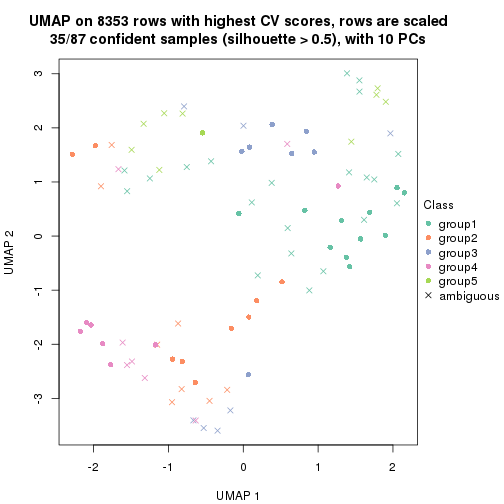 UMAP on 8353 rows with highest CV scores, rows are scaled
35/87 confident samples (silhouette > 0.5), with 10 PCs
3
2
1
0
-1
-2
-3
UMAP 2
-2
-1
0
1
2
UMAP 1
Class
group1
group2
group3
group4
group5
ambiguous